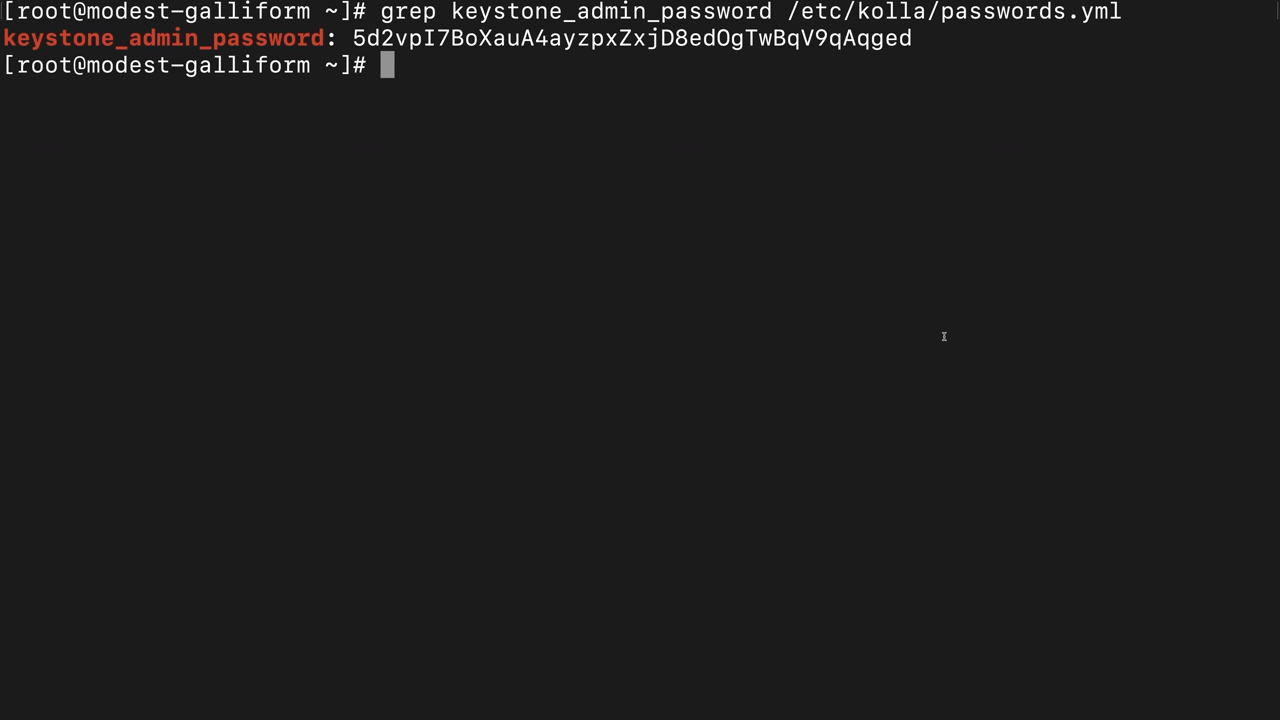 [root@modest-galliform ~]# grep keystone_admin_password /etc/kolla/passwords.yml
keystone_admin_password: 5d2vpI7BoXauA4ayzpxZxjD8edOgTwBqV9qAqged
[root@modest-galliform ~]#